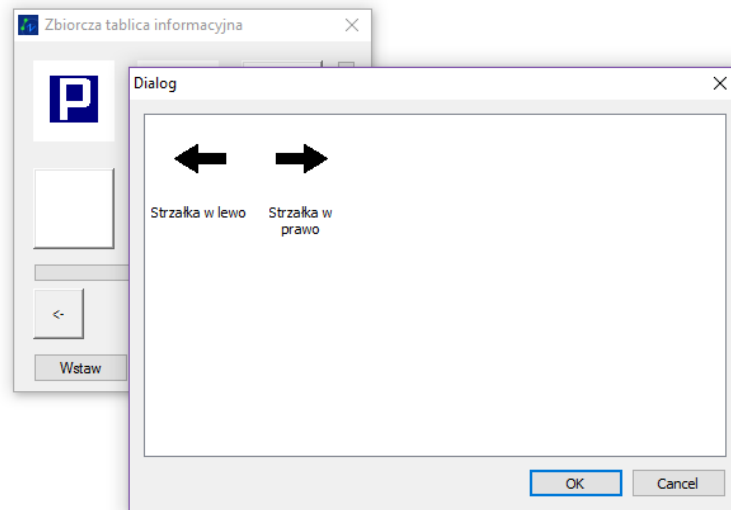 Zbiorcza tablica informacyjna
P
Dialog
Strzałka w lewo
Strzałka w
prawo
<-
Wstaw
OK
Cancel